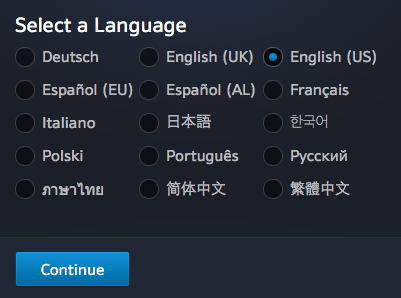 Select a Language
Deutsch English (UK) English (US)
Español (EU) Español (AL) Français
Italiano 日本語 한국어
Polski Português Русский
ภาษาไทย 简体中文 繁體中文
Continue